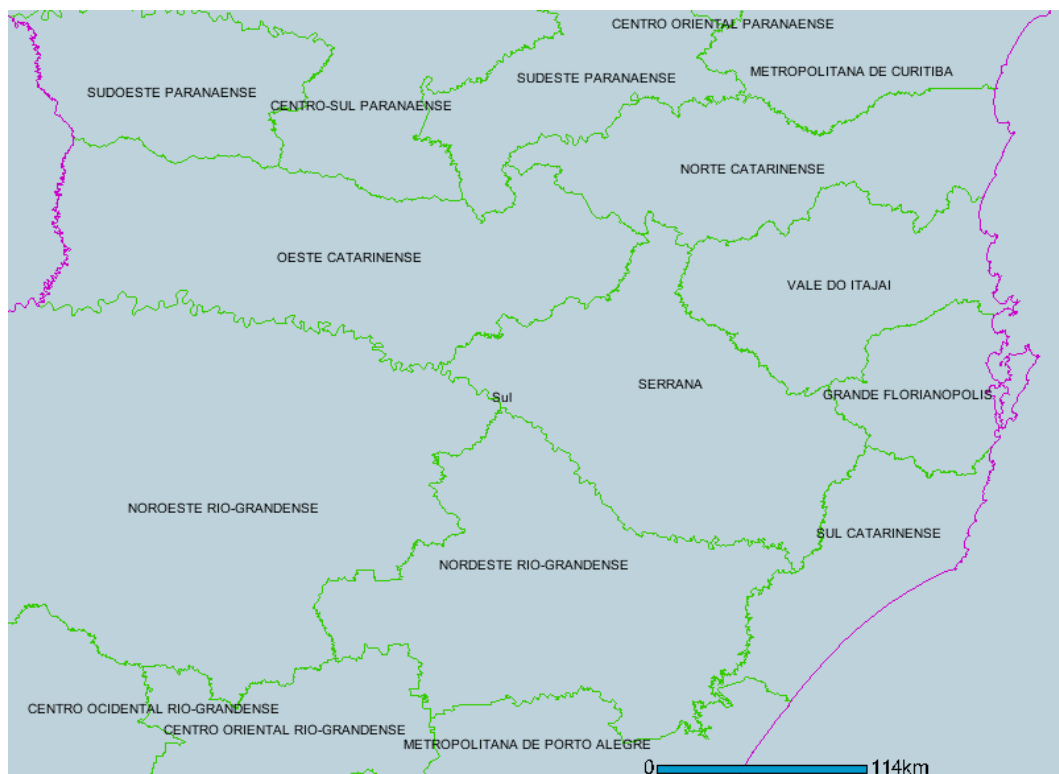 CENTRO ORIENTAL PARANAENSE
SUDESTE PARANAENSE
METROPOLITANA DE CURITIBA
SUDOESTE PARANAENSE
CENTRO-SUL PARANAENSE
NORTE CATARINENSE
OESTE CATARINENSE
VALE DO ITAJAI
SERRANA
GRANDE FLORIANOPOLIS
Sul
NOROESTE RIO-GRANDENSE
SUL CATARINENSE
NORDESTE RIO-GRANDENSE
CENTRO OCIDENTAL RIO-GRANDENSE
CENTRO ORIENTAL RIO-GRANDENSE
METROPOLITANA DE PORTO ALEGRE
0 114km